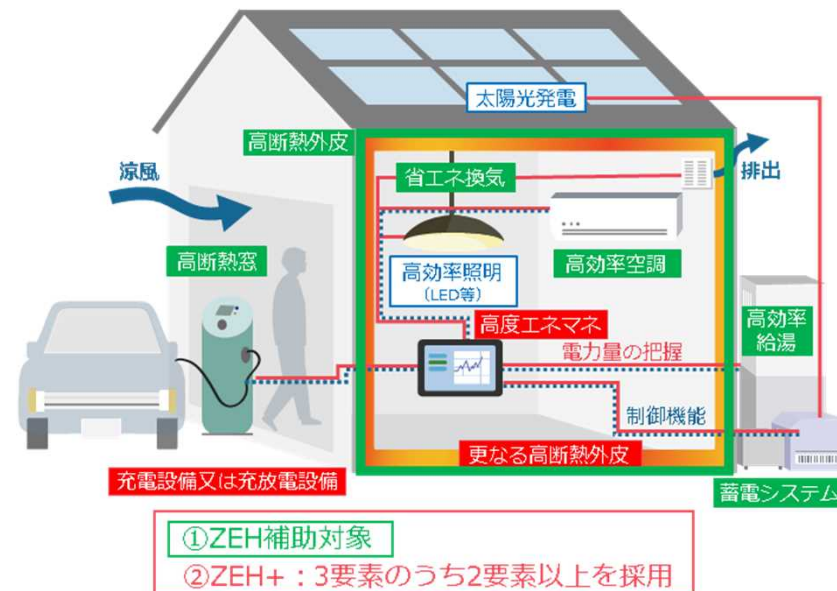 太陽光発電
高断熱外皮
涼風
省エネ換気
排出
高断熱窓
高効率照明
(LED等)
高効率空調
高度エネマネ
高効率
給湯
電力量の把握
制御機能
更なる高断熱外皮
充電設備又は充放電設備
蓄電システム
①ZEH補助対象
②ZEH+：3要素のうち2要素以上を採用